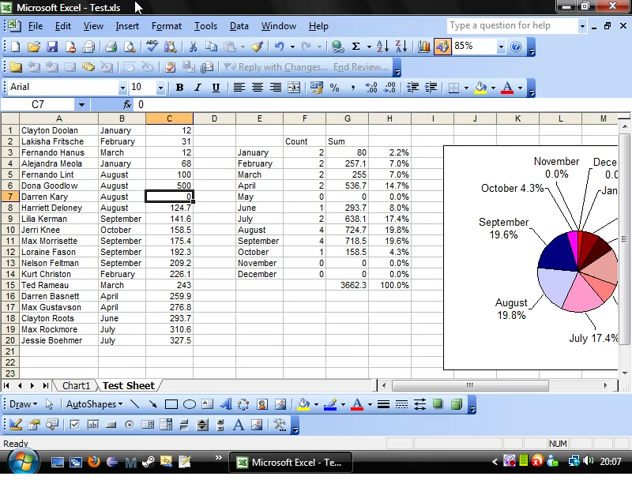 Microsoft Excel - Test.xls
File Edit View Insert Format Tools Data Window Help Type a question for help
85%
Reply with Changes... End Review...
Arial 10 B I U
C7 fx 0
A B C D E F G H I J K L M
1 Clayton Doolan January 12
2 Lakisha Fritsche February 31 Count Sum
3 Fernando Hanus March 12 January 2 80 2.2%
4 Alejandra Meola January 68 February 2 257.1 7.0%
5 Fernando Lint August 100 March 2 255 7.0%
6 Dona Goodlow August 500 April 2 536.7 14.7%
7 Darren Kary August 0 May 0 0 0.0%
8 Harriett Deloney August 124.7 June 1 293.7 8.0%
9 Lilia Kerman September 141.6 July 2 638.1 17.4%
10 Jerri Knee October 158.5 August 4 724.7 19.8%
11 Max Morrisette September 175.4 September 4 718.5 19.6%
12 Loraine Fason September 192.3 October 1 158.5 4.3%
13 Nelson Feltman September 209.2 November 0 0 0.0%
14 Kurt Christon February 226.1 December 0 0 0.0%
15 Ted Rameau March 243 3662.3 100.0%
16 Darren Basnett April 259.9
17 Max Gustason April 276.8
18 Clayton Roots June 293.7
19 Max Rockmore July 310.6
20 Jessie Boehmer July 327.5
21
22
23
November
0.0%
Dece
0.0
October 4.3%
Jan
September
19.6%
August
19.8%
July 17.4%
Chart1 Test Sheet
Draw AutoShapes
Ready NUM
Microsoft Excel - Te... 20:07